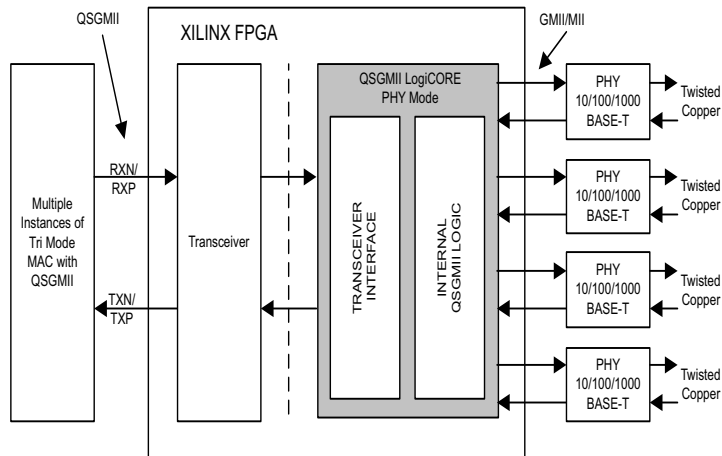 QSGMII
XILINX FPGA
GMII/MII
QSGMII LogiCORE
PHY Mode
PHY
10/100/1000
BASE-T
Twisted
Copper
RXN/
RXP
Multiple
Instances of
Tri Mode
MAC with
QSGMII
Transceiver
TRANSCEIVER
INTERFACE
INTERNAL
QSGMII LOGIC
TXN/
TXP
PHY
10/100/1000
BASE-T
Twisted
Copper
PHY
10/100/1000
BASE-T
Twisted
Copper
PHY
10/100/1000
BASE-T
Twisted
Copper